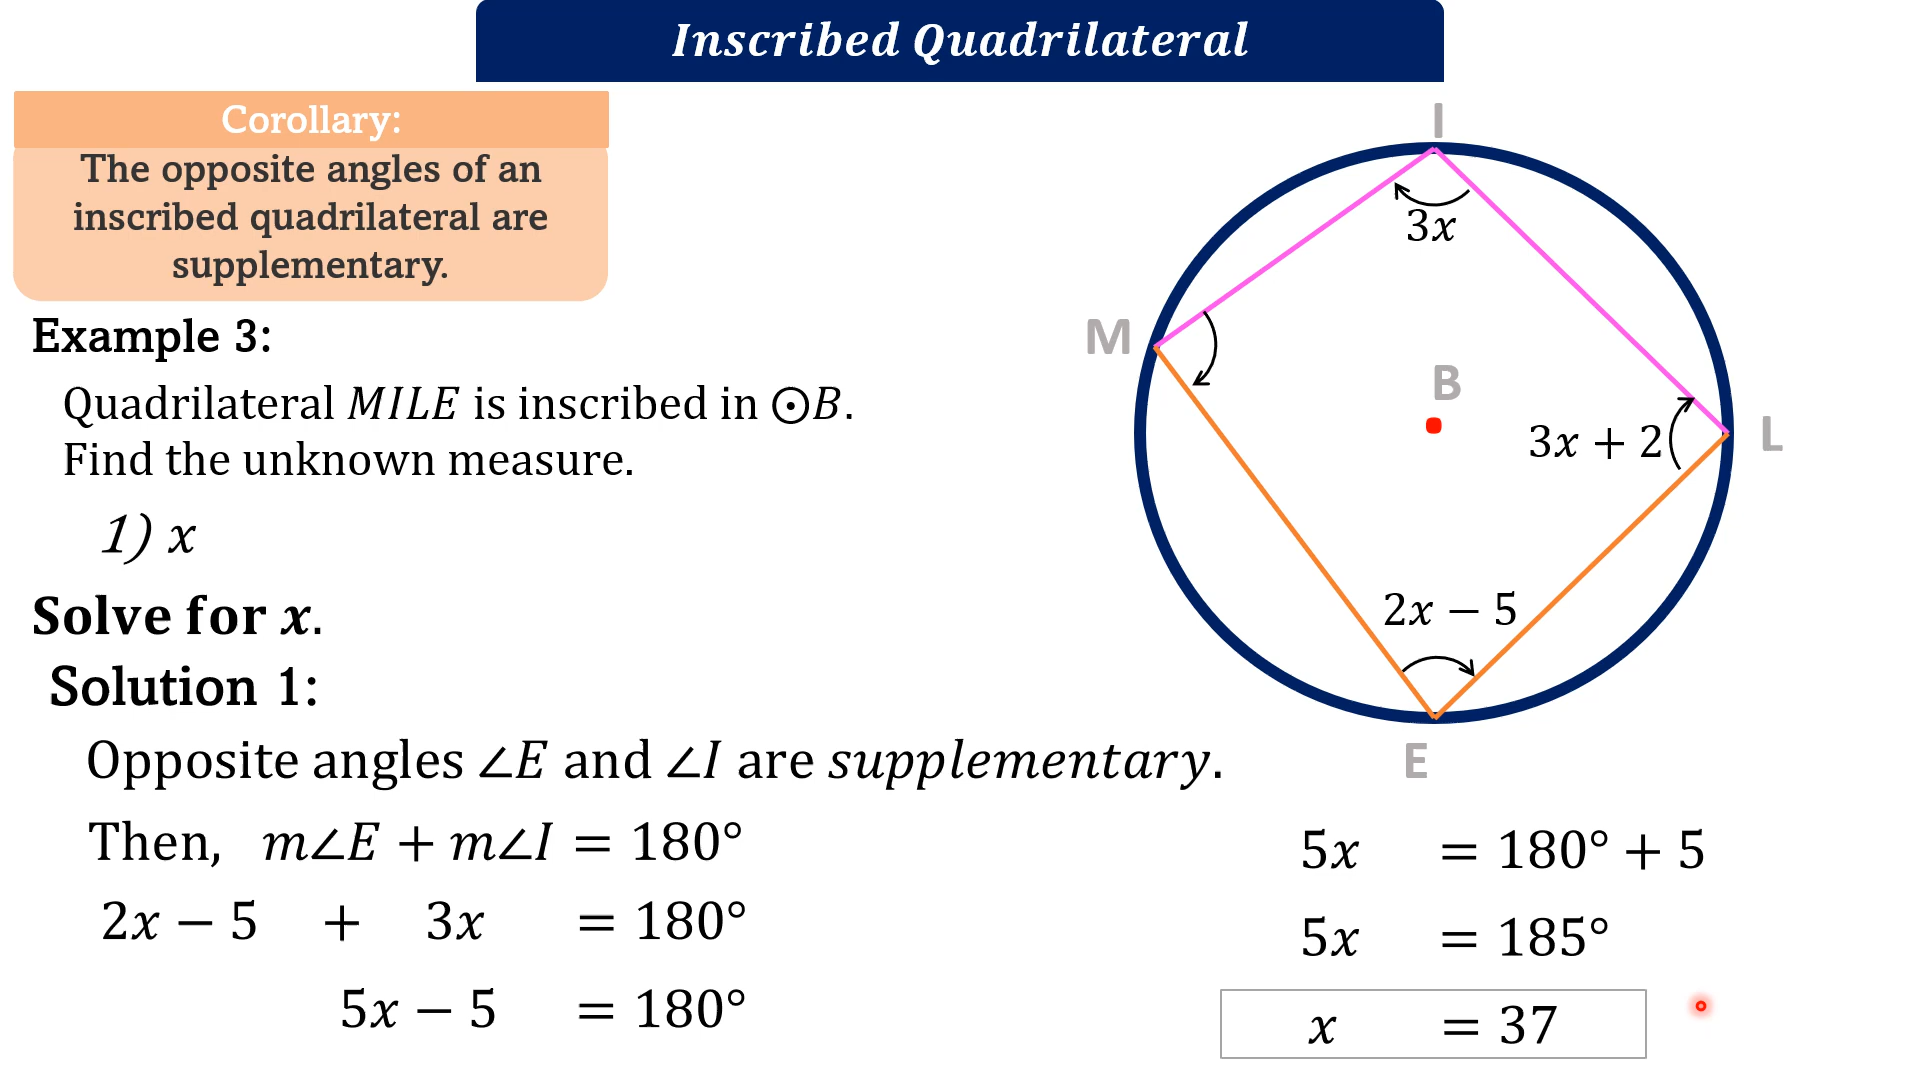 Inscribed Quadrilateral
Corollary:
The opposite angles of an
inscribed quadrilateral are
supplementary.
Example 3:
Quadrilateral MILE is inscribed in ⊙B.
Find the unknown measure.
1) x
Solve for x.
Solution 1:
Opposite angles ∠E and ∠I are supplementary.
Then, m∠E + m∠I = 180°
2x − 5 + 3x = 180°
5x − 5 = 180°
I
3x
M
B
3x + 2
L
2x − 5
E
5x = 180° + 5
5x = 185°
x = 37